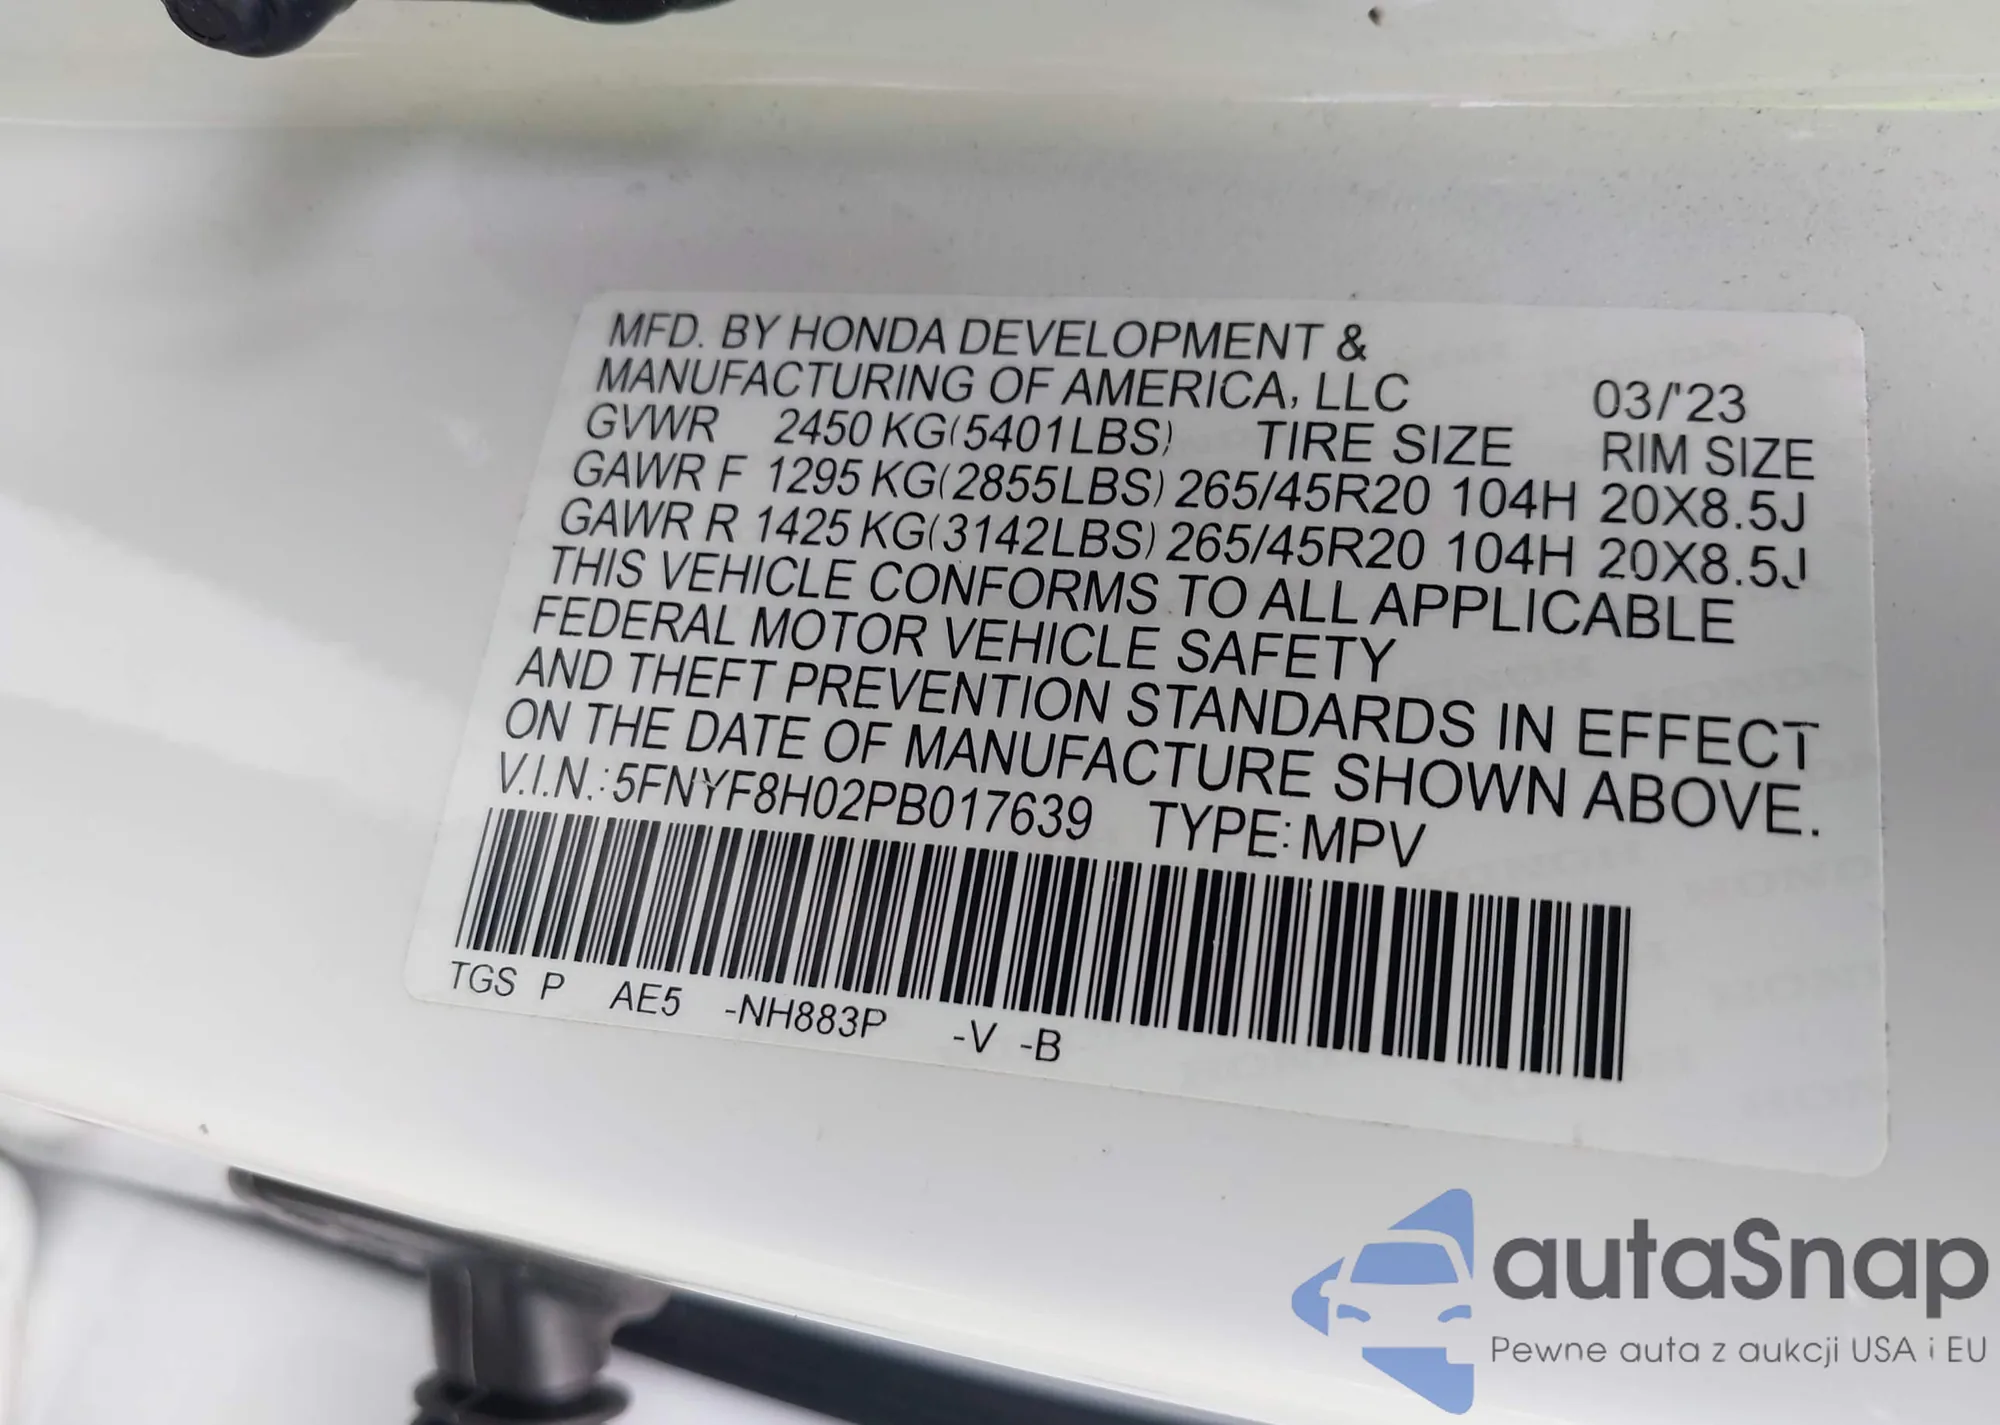 MFD. BY HONDA DEVELOPMENT &
MANUFACTURING OF AMERICA, LLC 03/'23
GVWR 2450 KG(5401LBS) TIRE SIZE RIM SIZE
GAWR F 1295 KG(2855LBS) 265/45R20 104H 20X8.5J
GAWR R 1425 KG(3142LBS) 265/45R20 104H 20X8.5J
THIS VEHICLE CONFORMS TO ALL APPLICABLE
FEDERAL MOTOR VEHICLE SAFETY
AND THEFT PREVENTION STANDARDS IN EFFECT
ON THE DATE OF MANUFACTURE SHOWN ABOVE.
V.I.N.: 5FNYF8H02PB017639 TYPE: MPV
TGS P AE5 -NH883P -V -B
autaSnap
Pewne auta z aukcji USA i EU